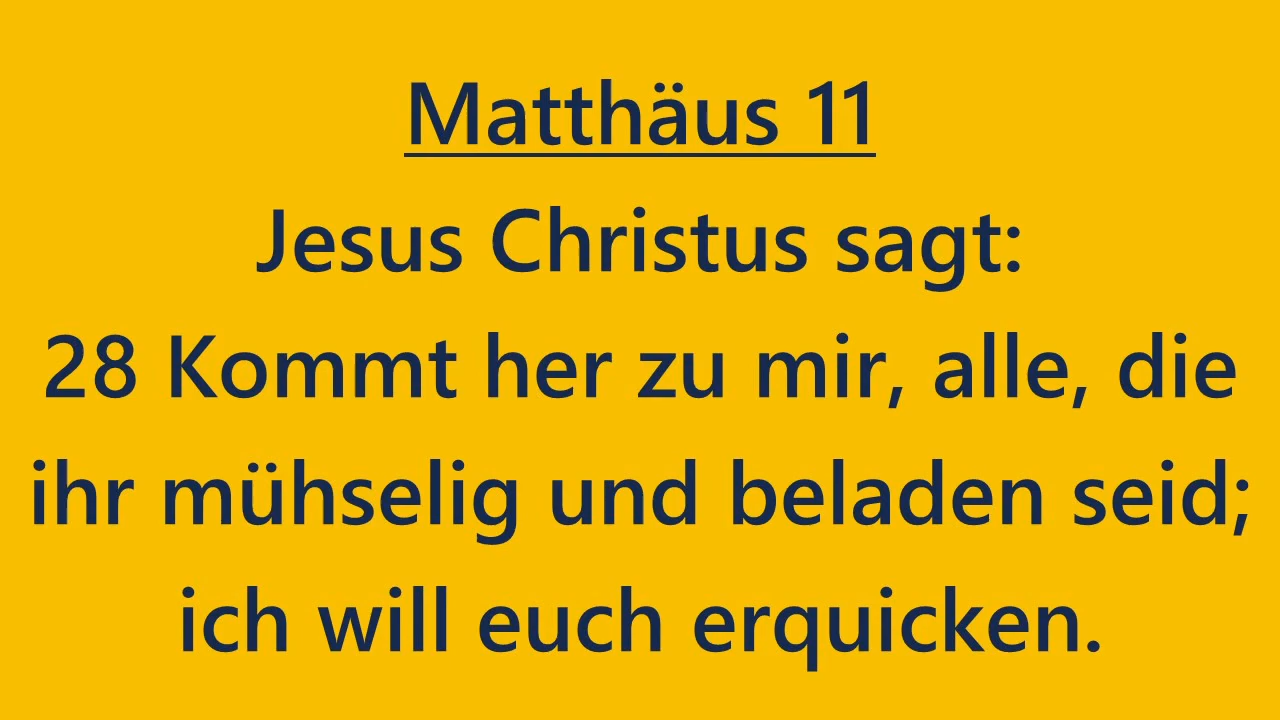 Matthäus 11
Jesus Christus sagt:
28 Kommt her zu mir, alle, die
ihr mühselig und beladen seid;
ich will euch erquicken.